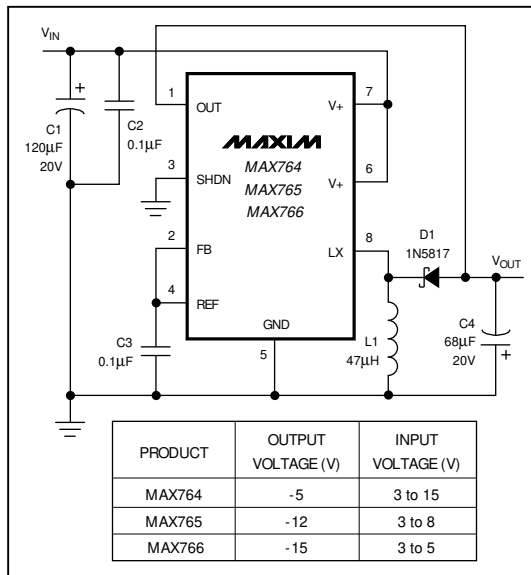 VIN
1
OUT
V+
7
C1
120µF
20V
+
C2
0.1µF
MAXIM
MAX764
MAX765
MAX766
3
SHDN
V+
6
2
FB
LX
8
D1
1N5817
VOUT
4
REF
C3
0.1µF
GND
5
L1
47µH
C4
68µF
20V
+
PRODUCT OUTPUT VOLTAGE (V) INPUT VOLTAGE (V)
MAX764 -5 3 to 15
MAX765 -12 3 to 8
MAX766 -15 3 to 5